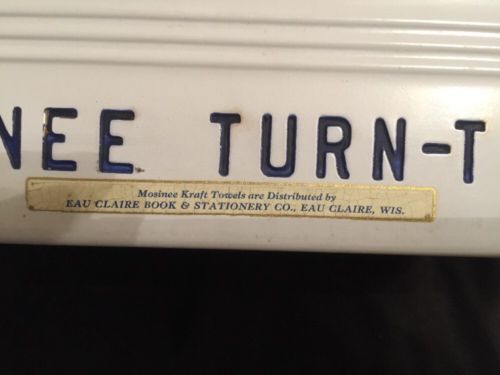 NEE TURN-T
Mosinee Kraft Towels are Distributed by
EAU CLAIRE BOOK & STATIONERY CO., EAU CLAIRE, WIS.